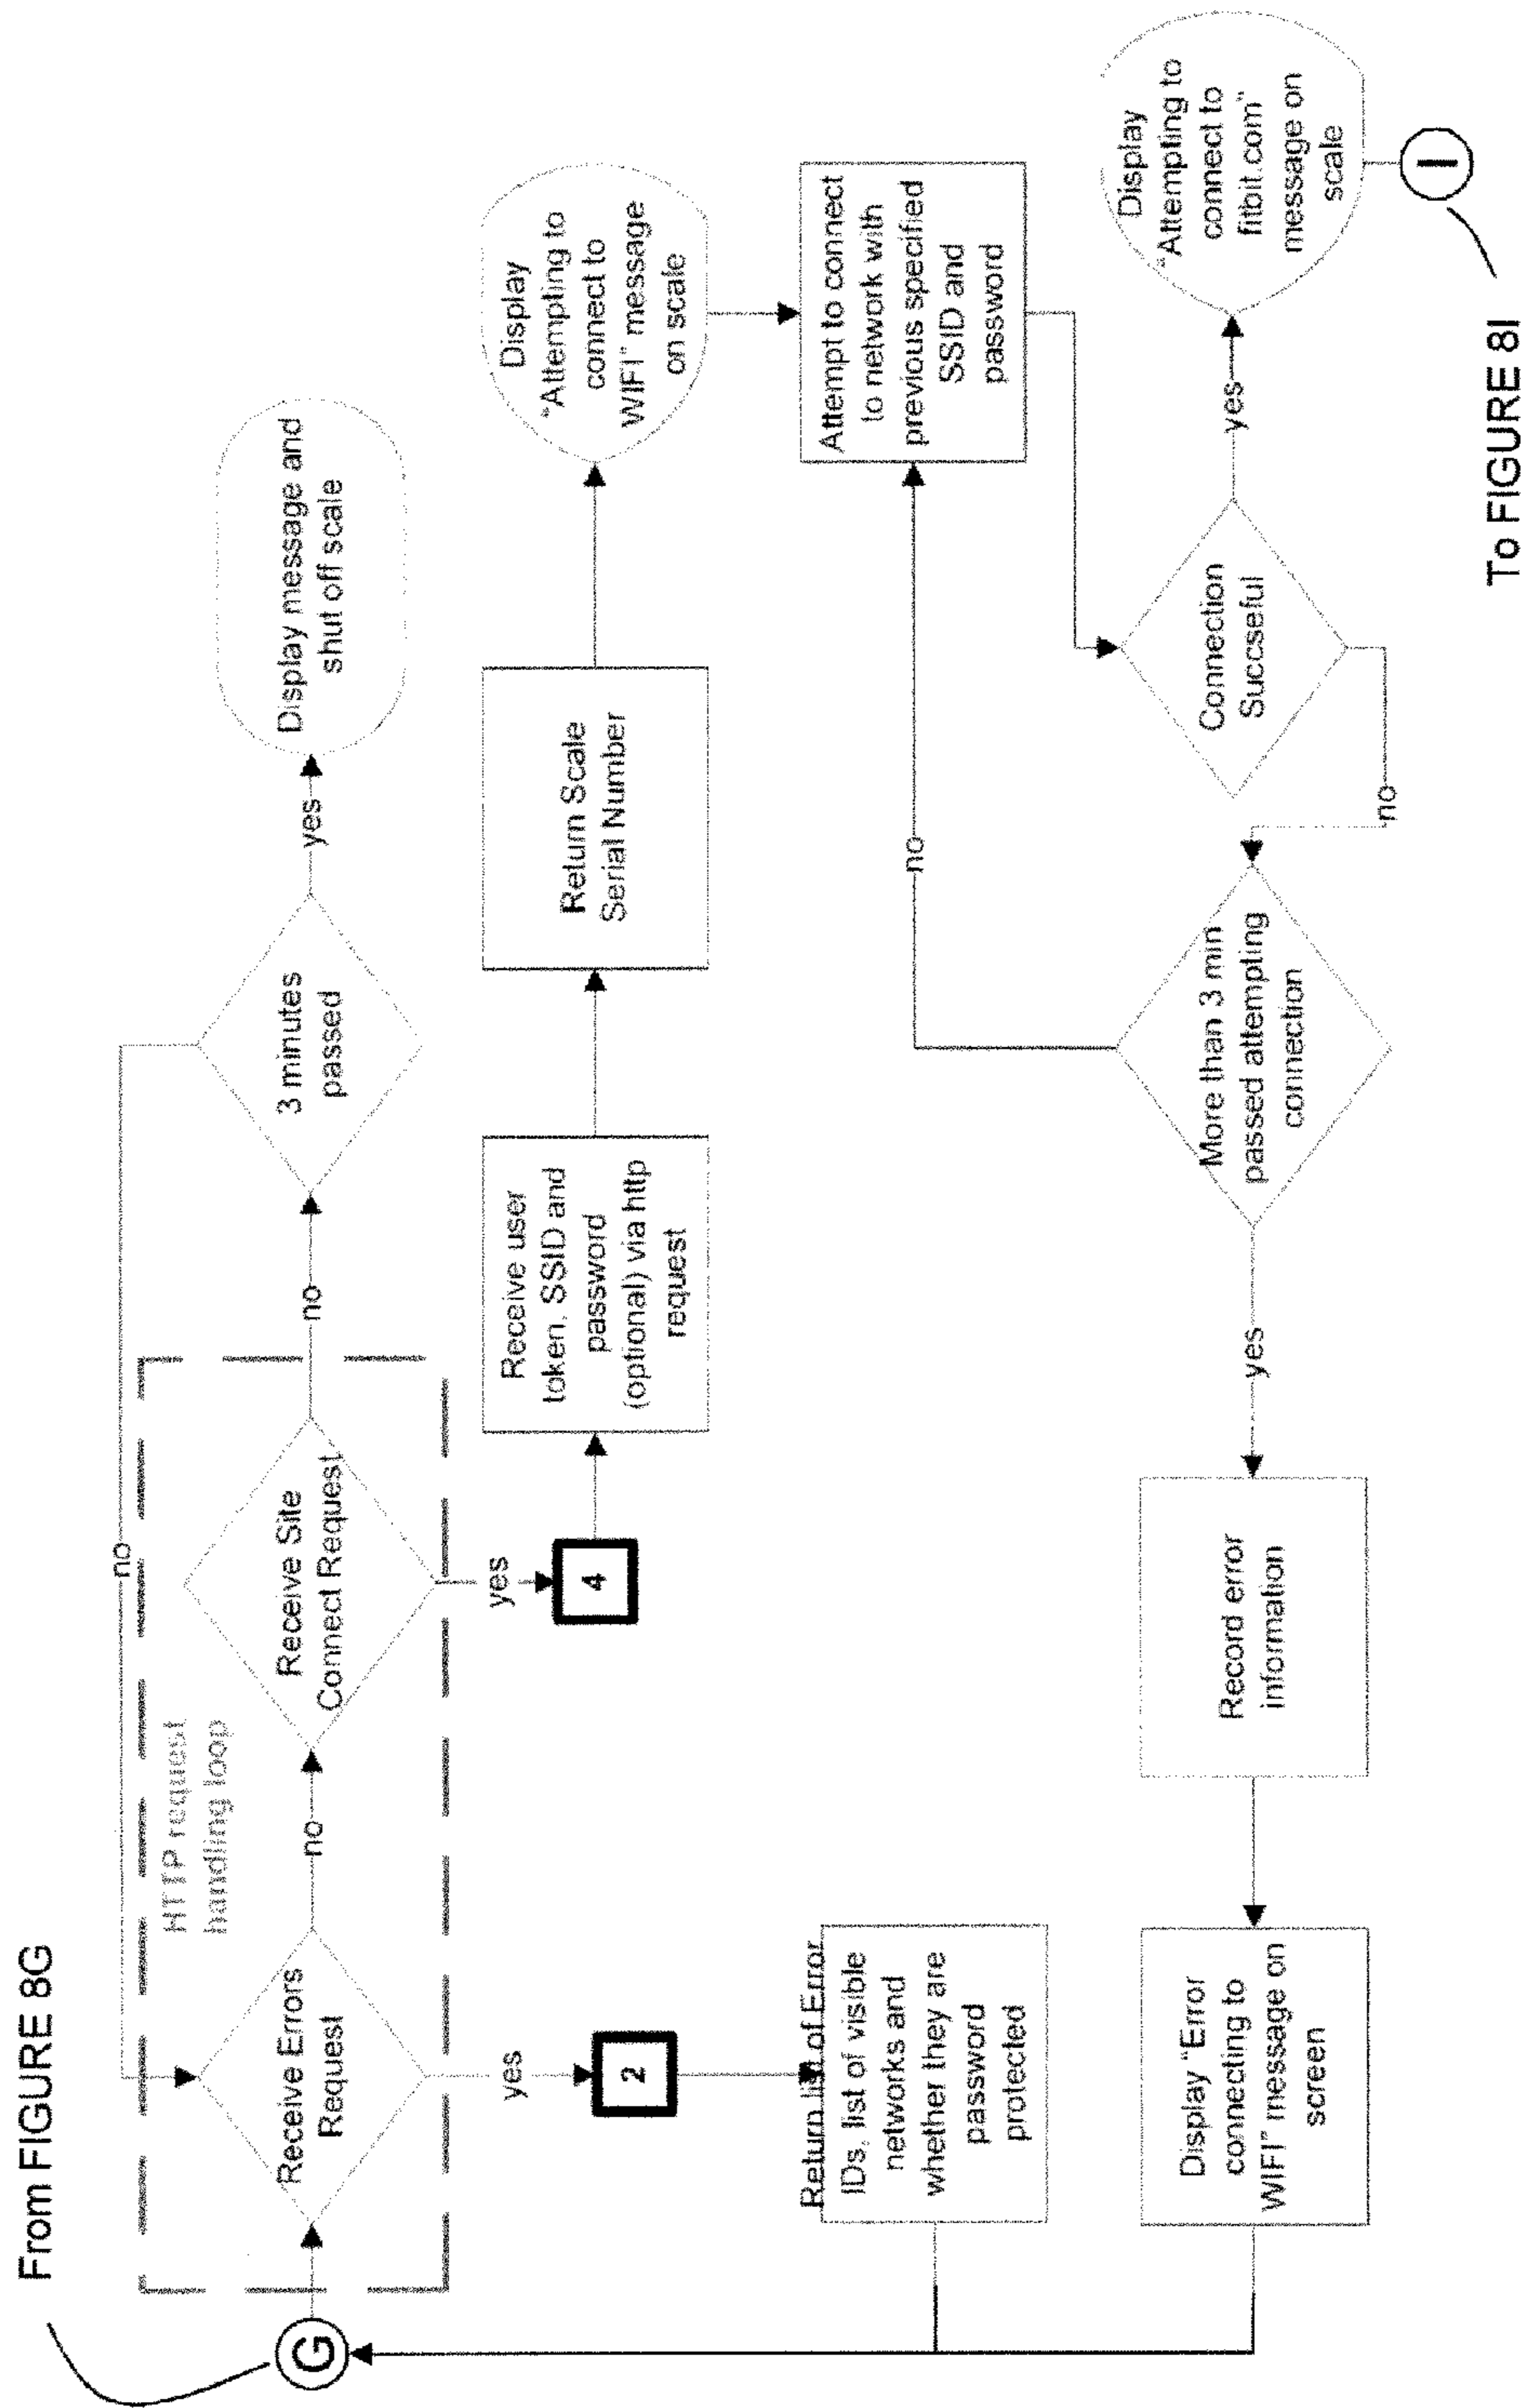 From FIGURE 8G
G
HTTP request
handling loop
Receive Errors
Request
no
Receive Site
Connect Request
no
3 minutes
passed
yes
Display message and
shut off scale
no
yes
2
Return list of Error
IDs, list of visible
networks and
whether they are
password
protected
yes
4
Receive user
token, SSID and
password
(optional) via http
request
Return Scale
Serial Number
Display
"Attempting to
connect to
WIFI" message
on scale
Attempt to connect
to network with
previous specified
SSID and
password
Connection
Succseful
yes
Display
"Attempting to
connect to
fitbit.com"
message on
scale
I
To FIGURE 8I
no
More than 3 min
passed attempting
connection
no
yes
Record error
information
Display "Error
connecting to
WIFI" message on
screen